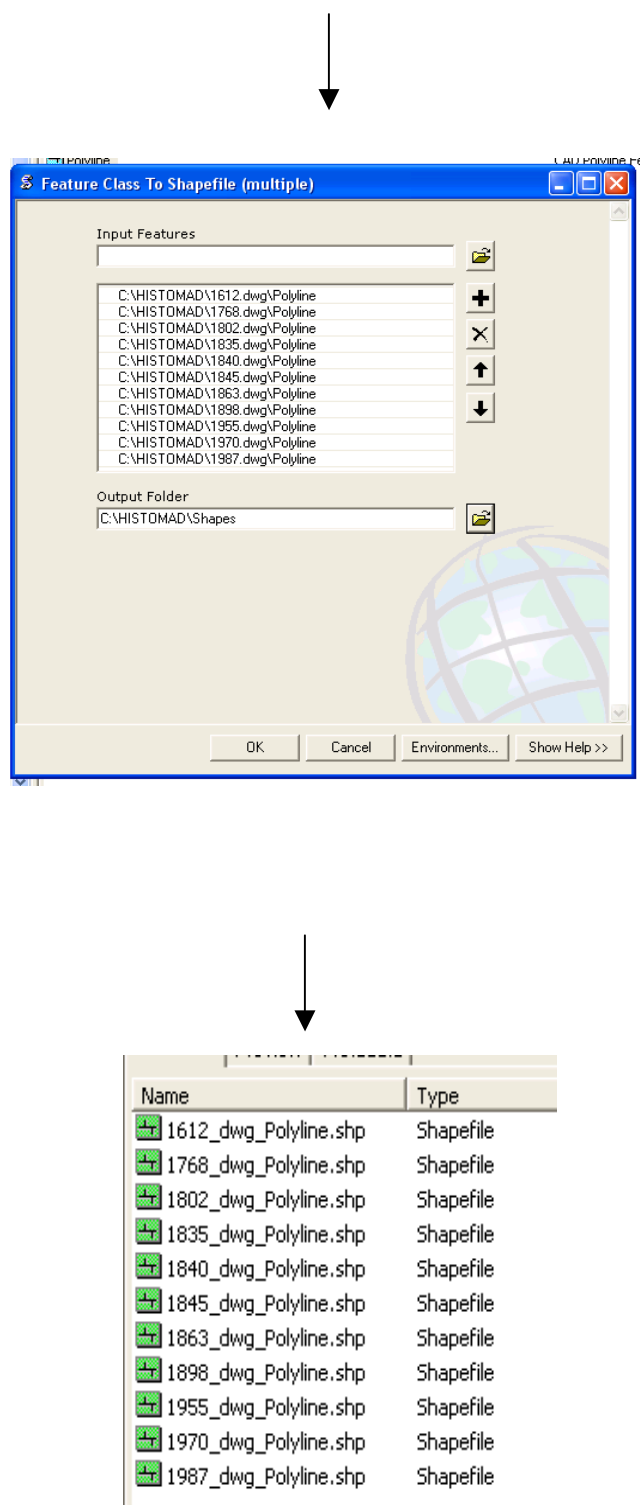 Polyline CAD Polyline Fe
Feature Class To Shapefile (multiple)
Input Features
C:\HISTOMAD\1612.dwg\Polyline
C:\HISTOMAD\1768.dwg\Polyline
C:\HISTOMAD\1802.dwg\Polyline
C:\HISTOMAD\1835.dwg\Polyline
C:\HISTOMAD\1840.dwg\Polyline
C:\HISTOMAD\1845.dwg\Polyline
C:\HISTOMAD\1863.dwg\Polyline
C:\HISTOMAD\1898.dwg\Polyline
C:\HISTOMAD\1955.dwg\Polyline
C:\HISTOMAD\1970.dwg\Polyline
C:\HISTOMAD\1987.dwg\Polyline
Output Folder
C:\HISTOMAD\Shapes
OK Cancel Environments... Show Help >>
Name Type
1612_dwg_Polyline.shp Shapefile
1768_dwg_Polyline.shp Shapefile
1802_dwg_Polyline.shp Shapefile
1835_dwg_Polyline.shp Shapefile
1840_dwg_Polyline.shp Shapefile
1845_dwg_Polyline.shp Shapefile
1863_dwg_Polyline.shp Shapefile
1898_dwg_Polyline.shp Shapefile
1955_dwg_Polyline.shp Shapefile
1970_dwg_Polyline.shp Shapefile
1987_dwg_Polyline.shp Shapefile